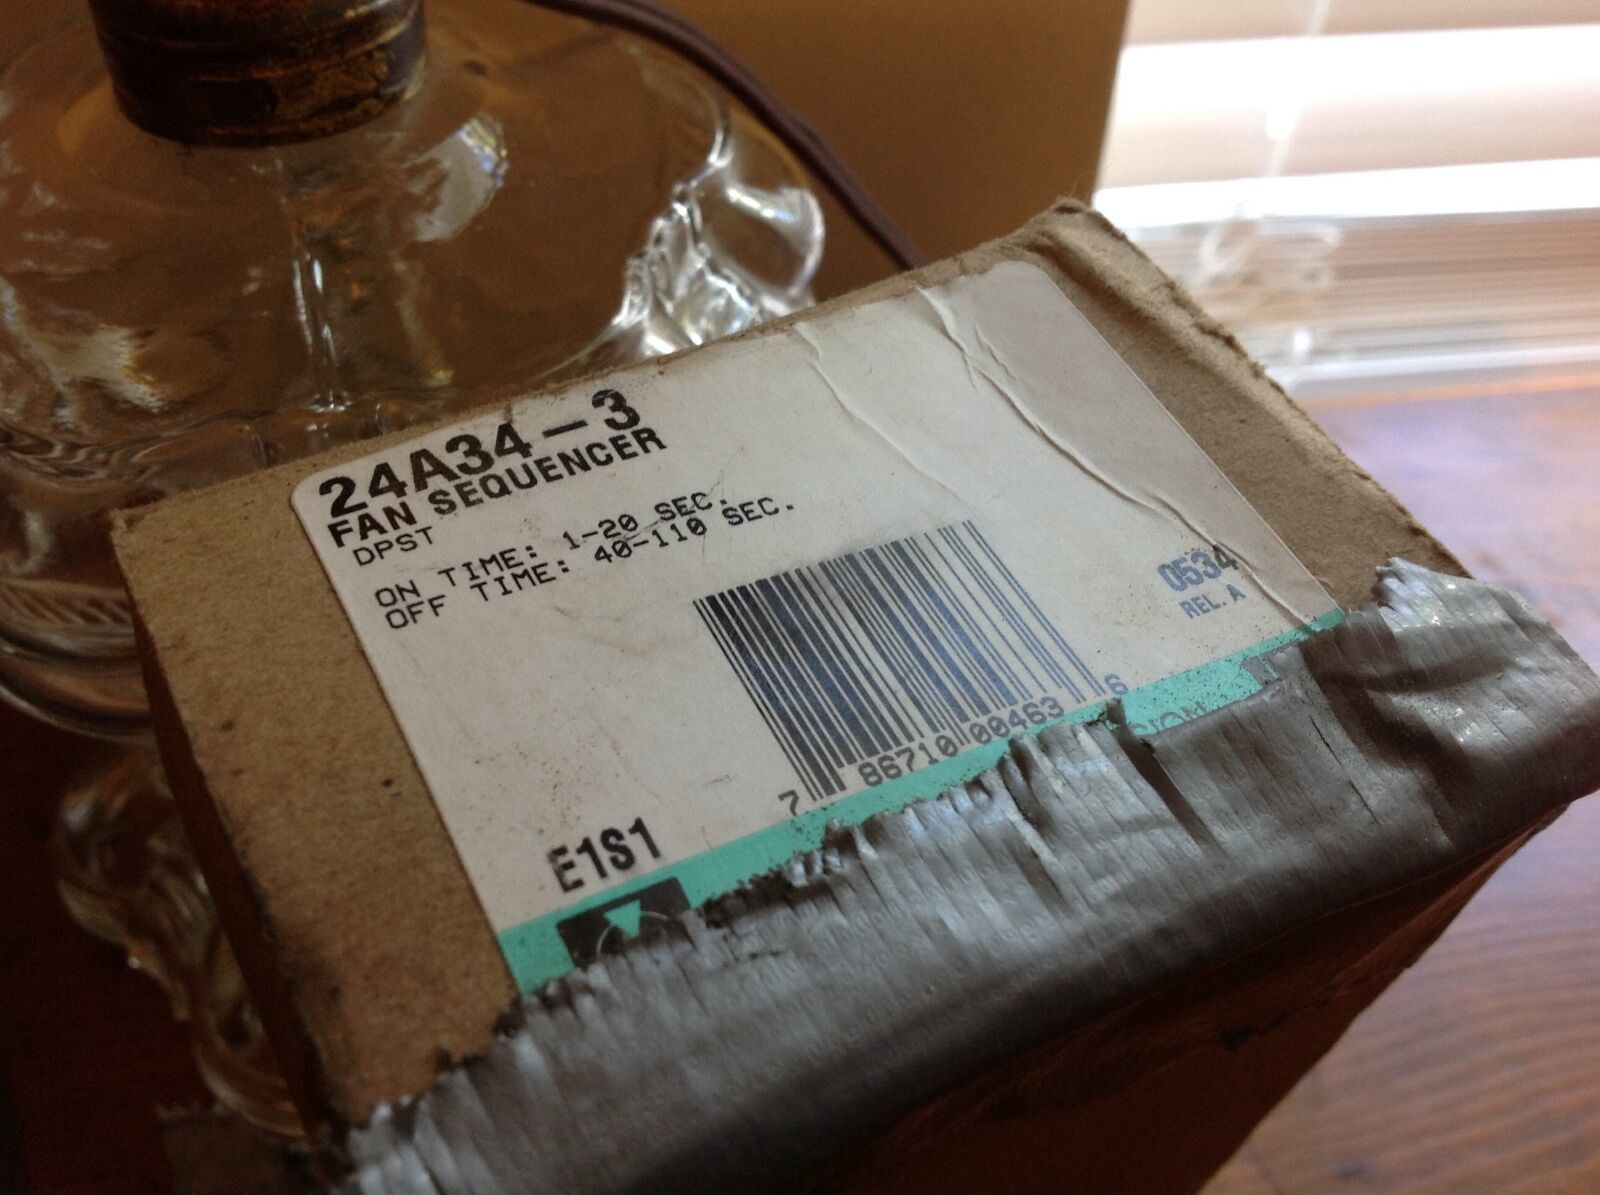 24A34-3
FAN SEQUENCER
DPST
ON TIME: 1-20 SEC.
OFF TIME: 40-110 SEC.
0534
REL. A
7 86710 00463 6
E1S1